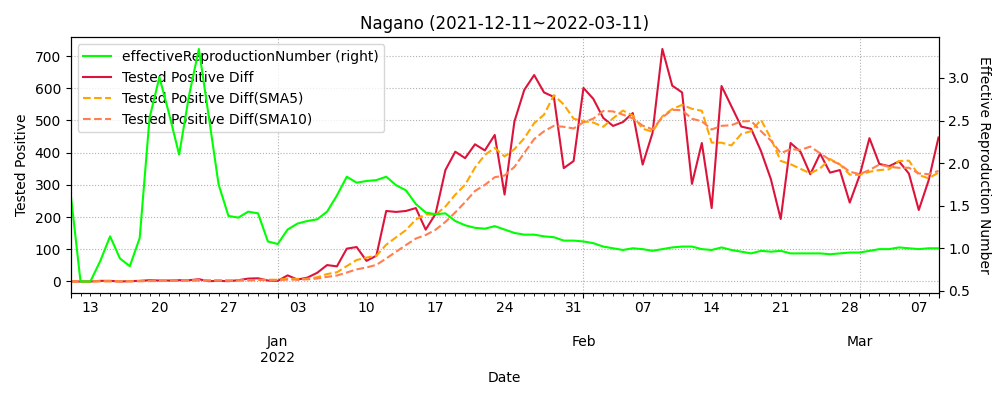 Nagano (2021-12-11~2022-03-11)
effectiveReproductionNumber (right)
Tested Positive Diff
Tested Positive Diff(SMA5)
Tested Positive Diff(SMA10)
Tested Positive
700
600
500
400
300
200
100
0
Effective Reproduction Number
3.0
2.5
2.0
1.5
1.0
0.5
13 20 27 03 10 17 24 31 07 14 21 28 07
Jan Feb Mar
2022
Date